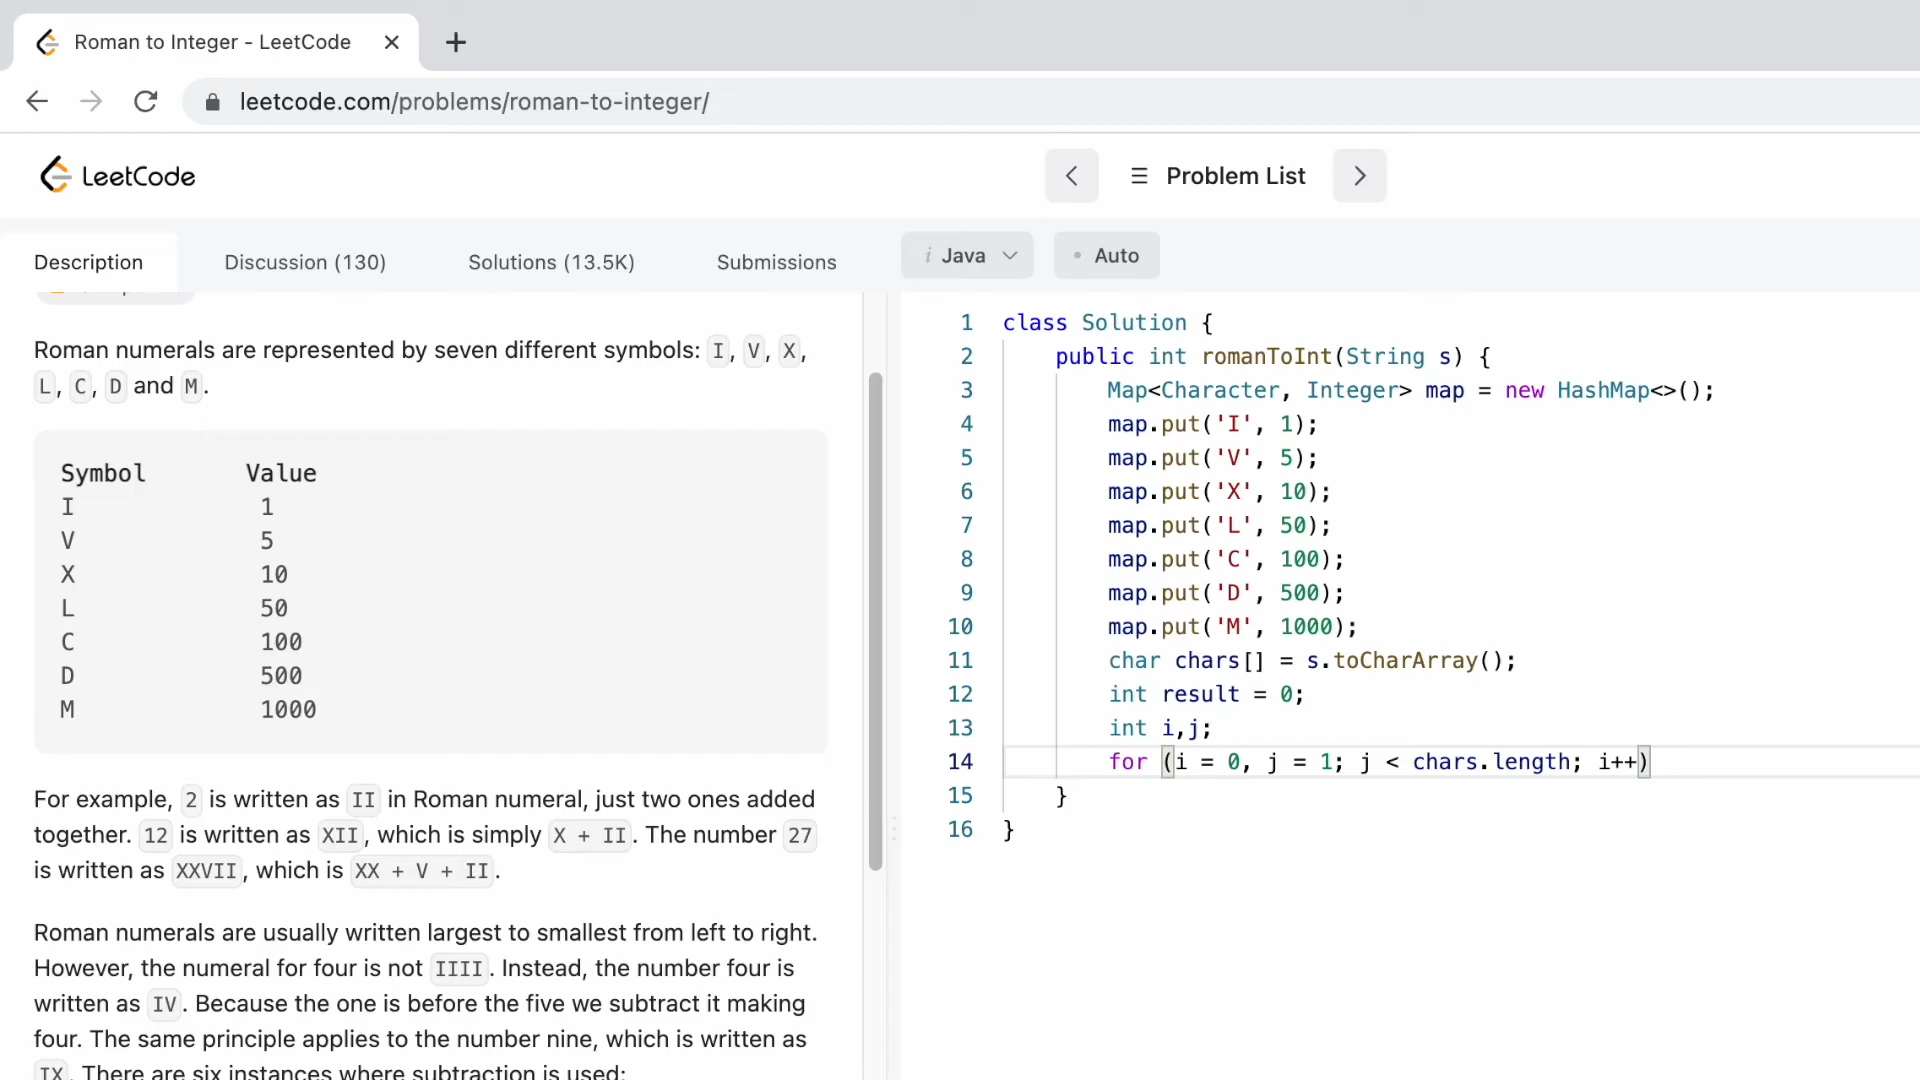 Roman to Integer - LeetCode
leetcode.com/problems/roman-to-integer/
LeetCode
Problem List
Description
Discussion (130)
Solutions (13.5K)
Submissions
Roman numerals are represented by seven different symbols: I, V, X,
L, C, D and M.
Symbol Value
I 1
V 5
X 10
L 50
C 100
D 500
M 1000
For example, 2 is written as II in Roman numeral, just two ones added
together. 12 is written as XII, which is simply X + II. The number 27
is written as XXVII, which is XX + V + II.
Roman numerals are usually written largest to smallest from left to right.
However, the numeral for four is not IIII. Instead, the number four is
written as IV. Because the one is before the five we subtract it making
four. The same principle applies to the number nine, which is written as
IX. There are six instances where subtraction is used:
i Java
Auto
1 class Solution {
2 public int romanToInt(String s) {
3 Map<Character, Integer> map = new HashMap<>();
4 map.put('I', 1);
5 map.put('V', 5);
6 map.put('X', 10);
7 map.put('L', 50);
8 map.put('C', 100);
9 map.put('D', 500);
10 map.put('M', 1000);
11 char chars[] = s.toCharArray();
12 int result = 0;
13 int i,j;
14 for (i = 0, j = 1; j < chars.length; i++)
15 }
16 }